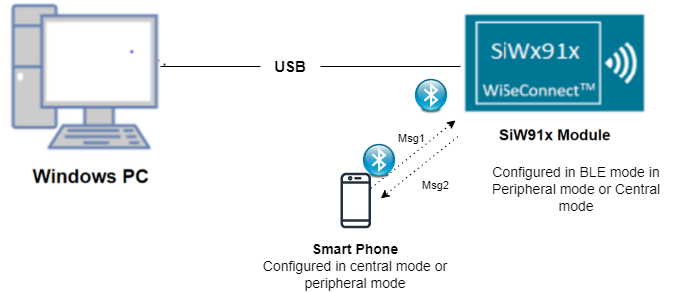 SiWx91x
WiSeConnect™
USB
Msg1
SiW91x Module
Windows PC
Configured in BLE mode in
Peripheral mode or Central
mode
Msg2
Smart Phone
Configured in central mode or
peripheral mode